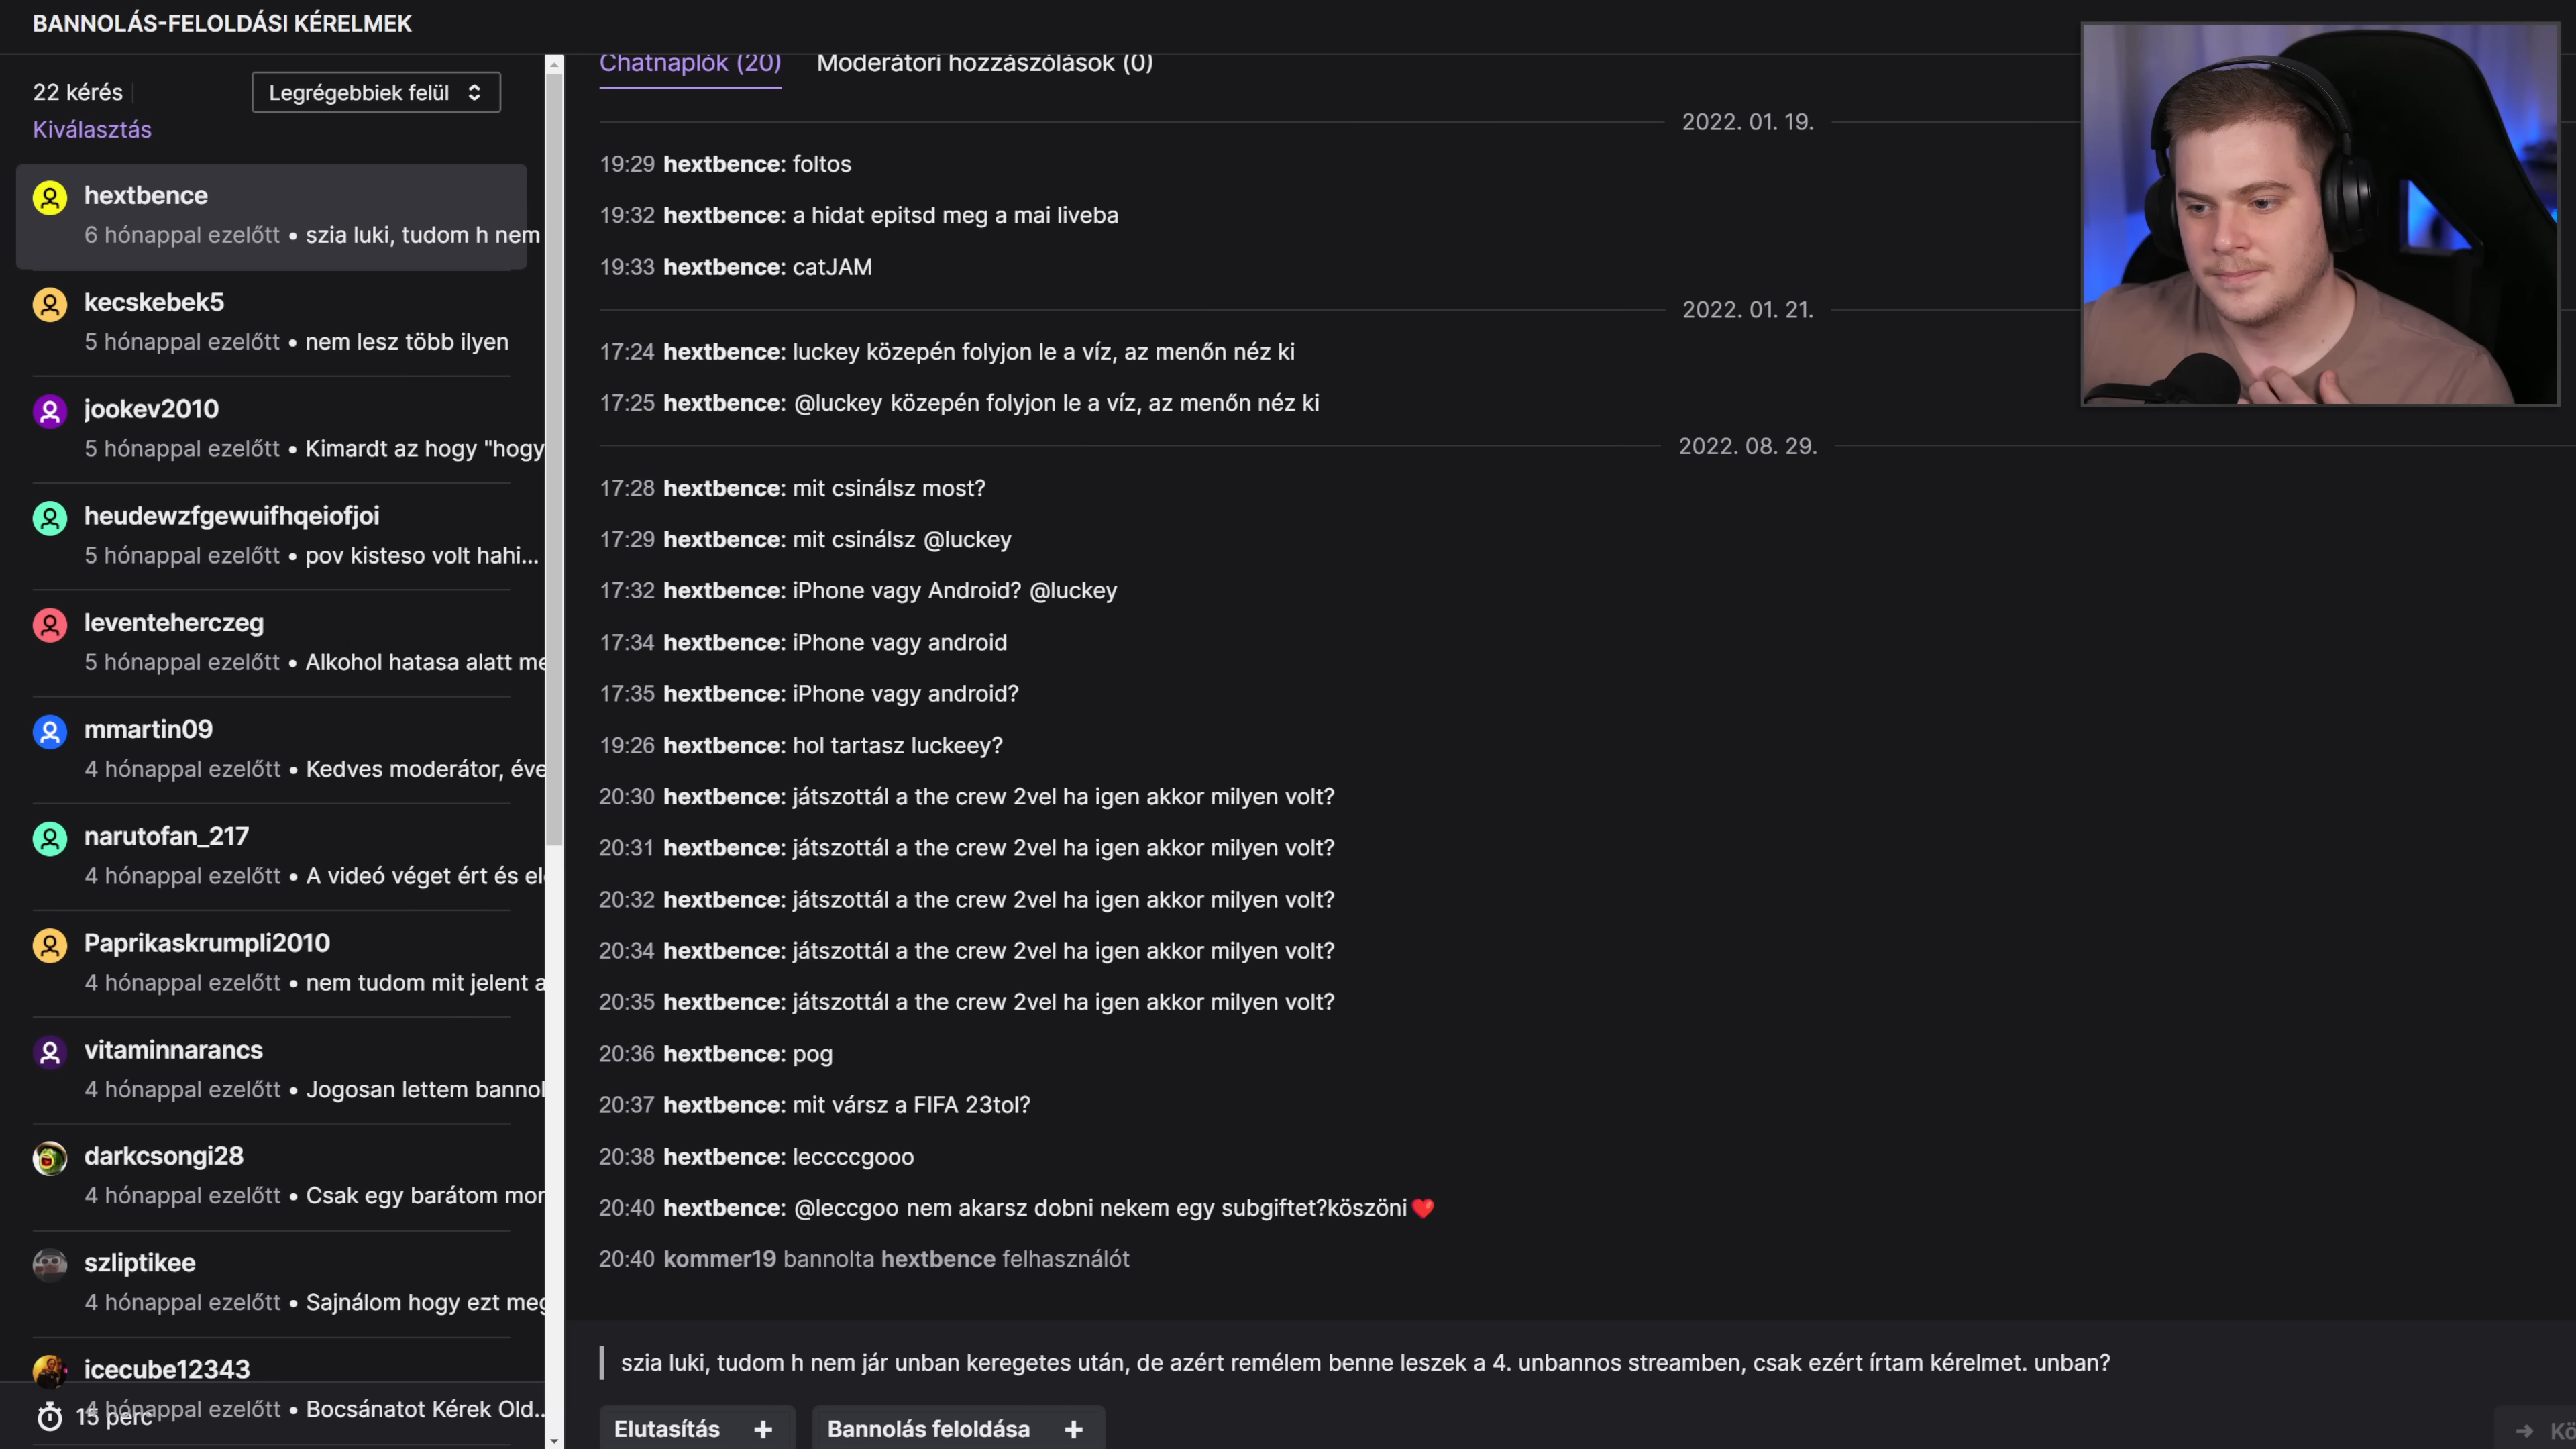 BANNOLÁS-FELOLDÁSI KÉRELMEK
22 kérés
Legrégebbiek felül
Kiválasztás
hextbence
6 hónappal ezelőtt • szia luki, tudom h nem
kecskebek5
5 hónappal ezelőtt • nem lesz több ilyen
jookev2010
5 hónappal ezelőtt • Kimardt az hogy "hogy
heudewzfgewuifhqeiofjoi
5 hónappal ezelőtt • pov kisteso volt hahi...
leventeherczeg
5 hónappal ezelőtt • Alkohol hatasa alatt me
mmartin09
4 hónappal ezelőtt • Kedves moderátor, éve
narutofan_217
4 hónappal ezelőtt • A videó véget ért és el
Paprikaskrumpli2010
4 hónappal ezelőtt • nem tudom mit jelent a
vitaminnarancs
4 hónappal ezelőtt • Jogosan lettem bannol
darkcsongi28
4 hónappal ezelőtt • Csak egy barátom mor
szliptikee
4 hónappal ezelőtt • Sajnálom hogy ezt meg
icecube12343
4 hónappal ezelőtt • Bocsánatot Kérek Old...
15 perc
Chatnaplók (20) Moderátori hozzászólások (0)
2022. 01. 19.
19:29 hextbence: foltos
19:32 hextbence: a hidat epitsd meg a mai liveba
19:33 hextbence: catJAM
2022. 01. 21.
17:24 hextbence: luckey közepén folyjon le a víz, az menőn néz ki
17:25 hextbence: @luckey közepén folyjon le a víz, az menőn néz ki
2022. 08. 29.
17:28 hextbence: mit csinálsz most?
17:29 hextbence: mit csinálsz @luckey
17:32 hextbence: iPhone vagy Android? @luckey
17:34 hextbence: iPhone vagy android
17:35 hextbence: iPhone vagy android?
19:26 hextbence: hol tartasz luckeey?
20:30 hextbence: játszottál a the crew 2vel ha igen akkor milyen volt?
20:31 hextbence: játszottál a the crew 2vel ha igen akkor milyen volt?
20:32 hextbence: játszottál a the crew 2vel ha igen akkor milyen volt?
20:34 hextbence: játszottál a the crew 2vel ha igen akkor milyen volt?
20:35 hextbence: játszottál a the crew 2vel ha igen akkor milyen volt?
20:36 hextbence: pog
20:37 hextbence: mit vársz a FIFA 23tol?
20:38 hextbence: leccccgooo
20:40 hextbence: @leccgoo nem akarsz dobni nekem egy subgiftet?köszöni❤️
20:40 kommer19 bannolta hextbence felhasználót
szia luki, tudom h nem jár unban keregetes után, de azért remélem benne leszek a 4. unbannos streamben, csak ezért írtam kérelmet. unban?
Elutasítás + Bannolás feloldása +
→ Kö